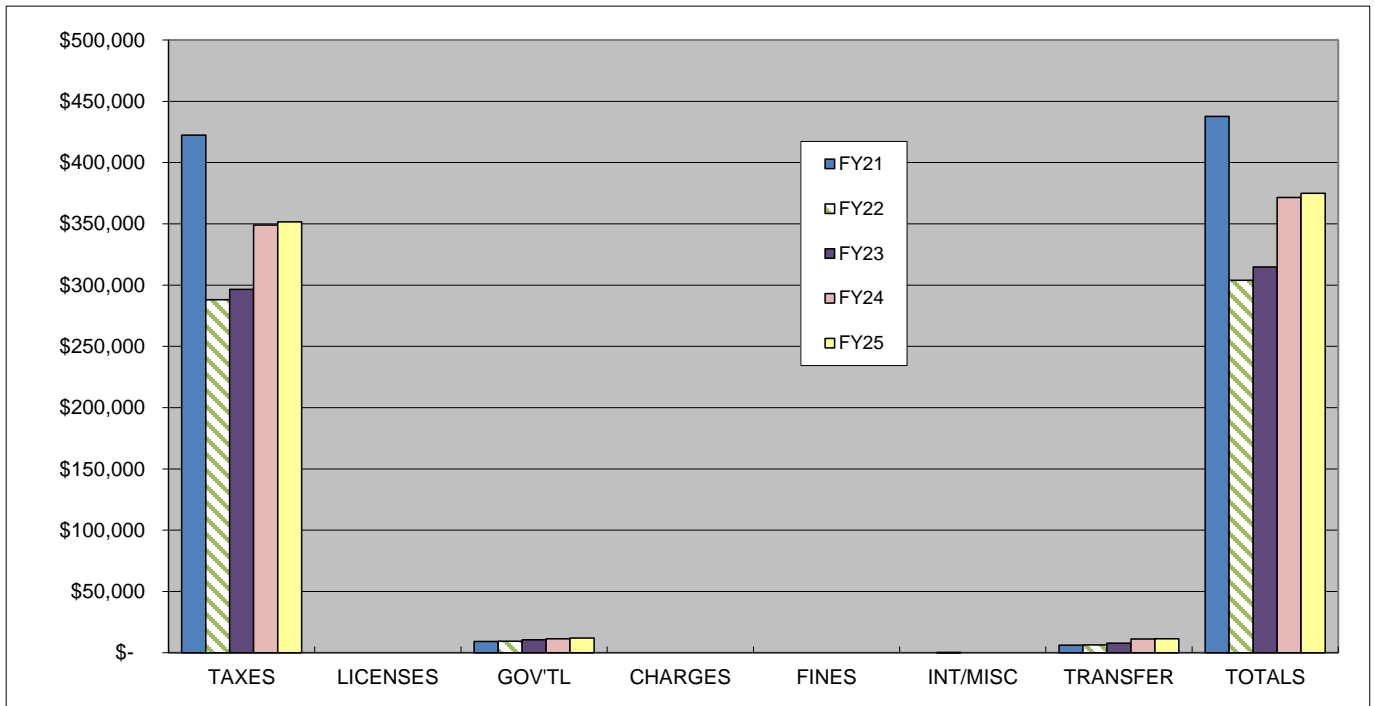 $500,000
$450,000
$400,000
$350,000
$300,000
$250,000
$200,000
$150,000
$100,000
$50,000
$-
FY21
FY22
FY23
FY24
FY25
TAXES LICENSES GOV'TL CHARGES FINES INT/MISC TRANSFER TOTALS